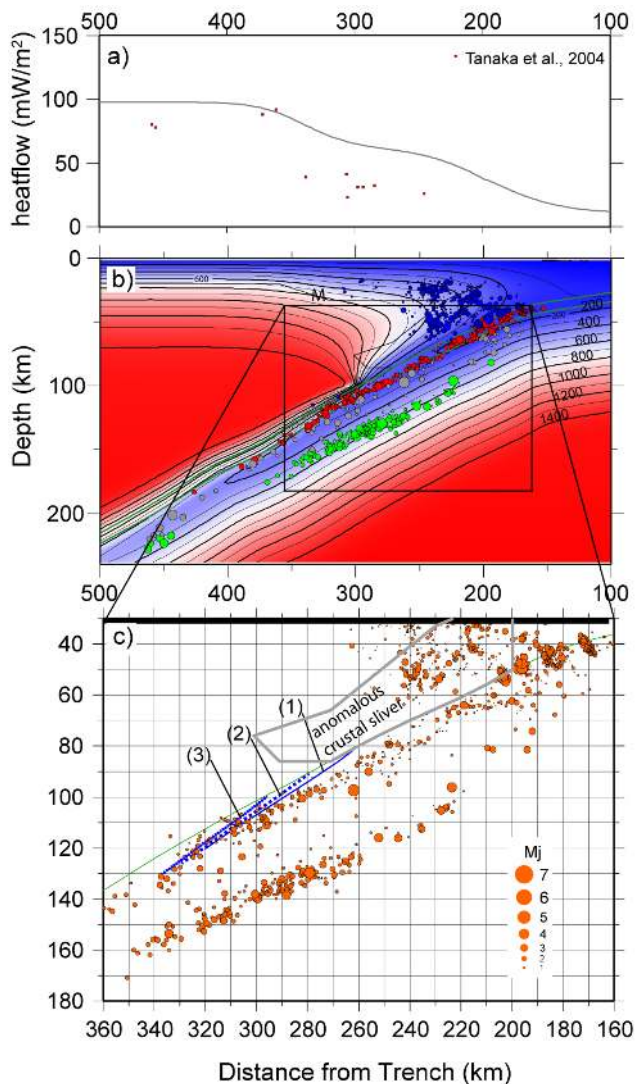 500 400 300 200 100
150
100
50
0
heatflow (mW/m²)
a)
Tanaka et al., 2004
0
100
200
Depth (km)
b)
600
M
200
200
400
600
800
1000
1200
1400
500 400 300 200 100
c)
40
60
80
100
120
140
160
180
(1)
(2)
(3)
anomalous
crustal sliver
Mj
7
6
5
4
3
2
360 340 320 300 280 260 240 220 200 180 160
Distance from Trench (km)